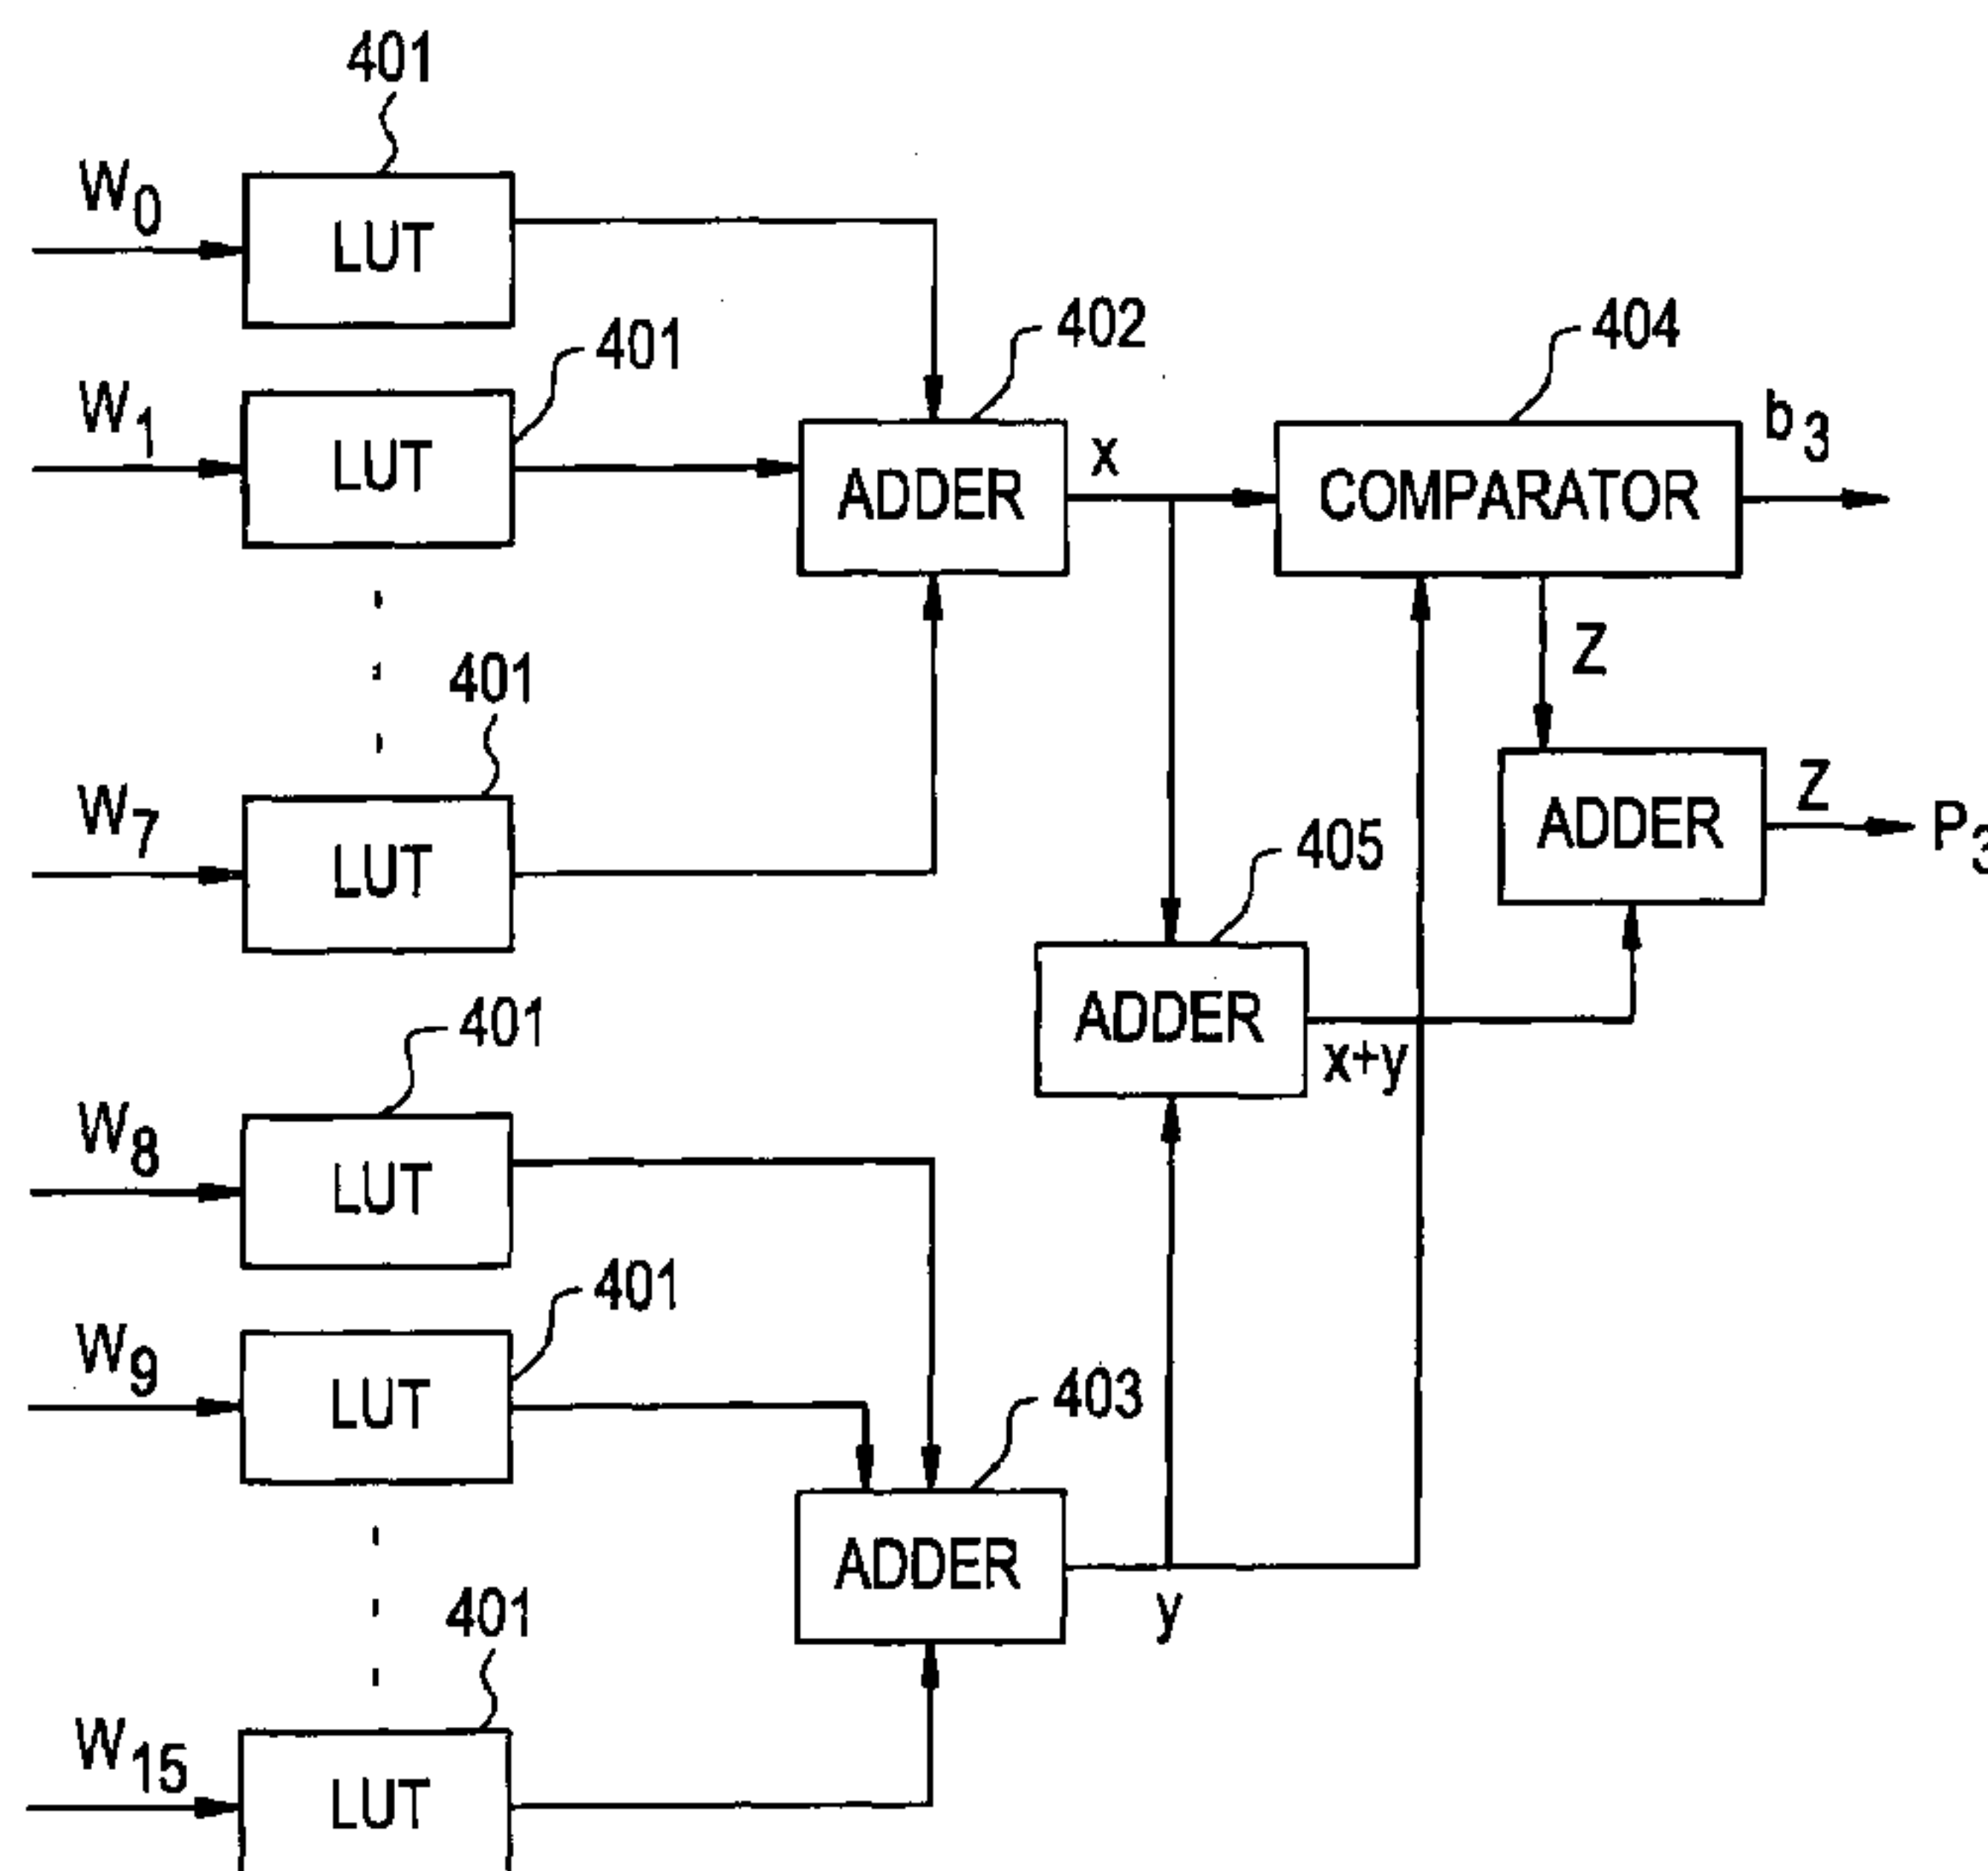 401
W0
LUT
401
402
404
W1
LUT
ADDER
x
COMPARATOR
b3
Z
401
W7
LUT
405
ADDER
Z
P3
401
ADDER
x+y
W8
LUT
401
W9
LUT
403
ADDER
y
401
W15
LUT